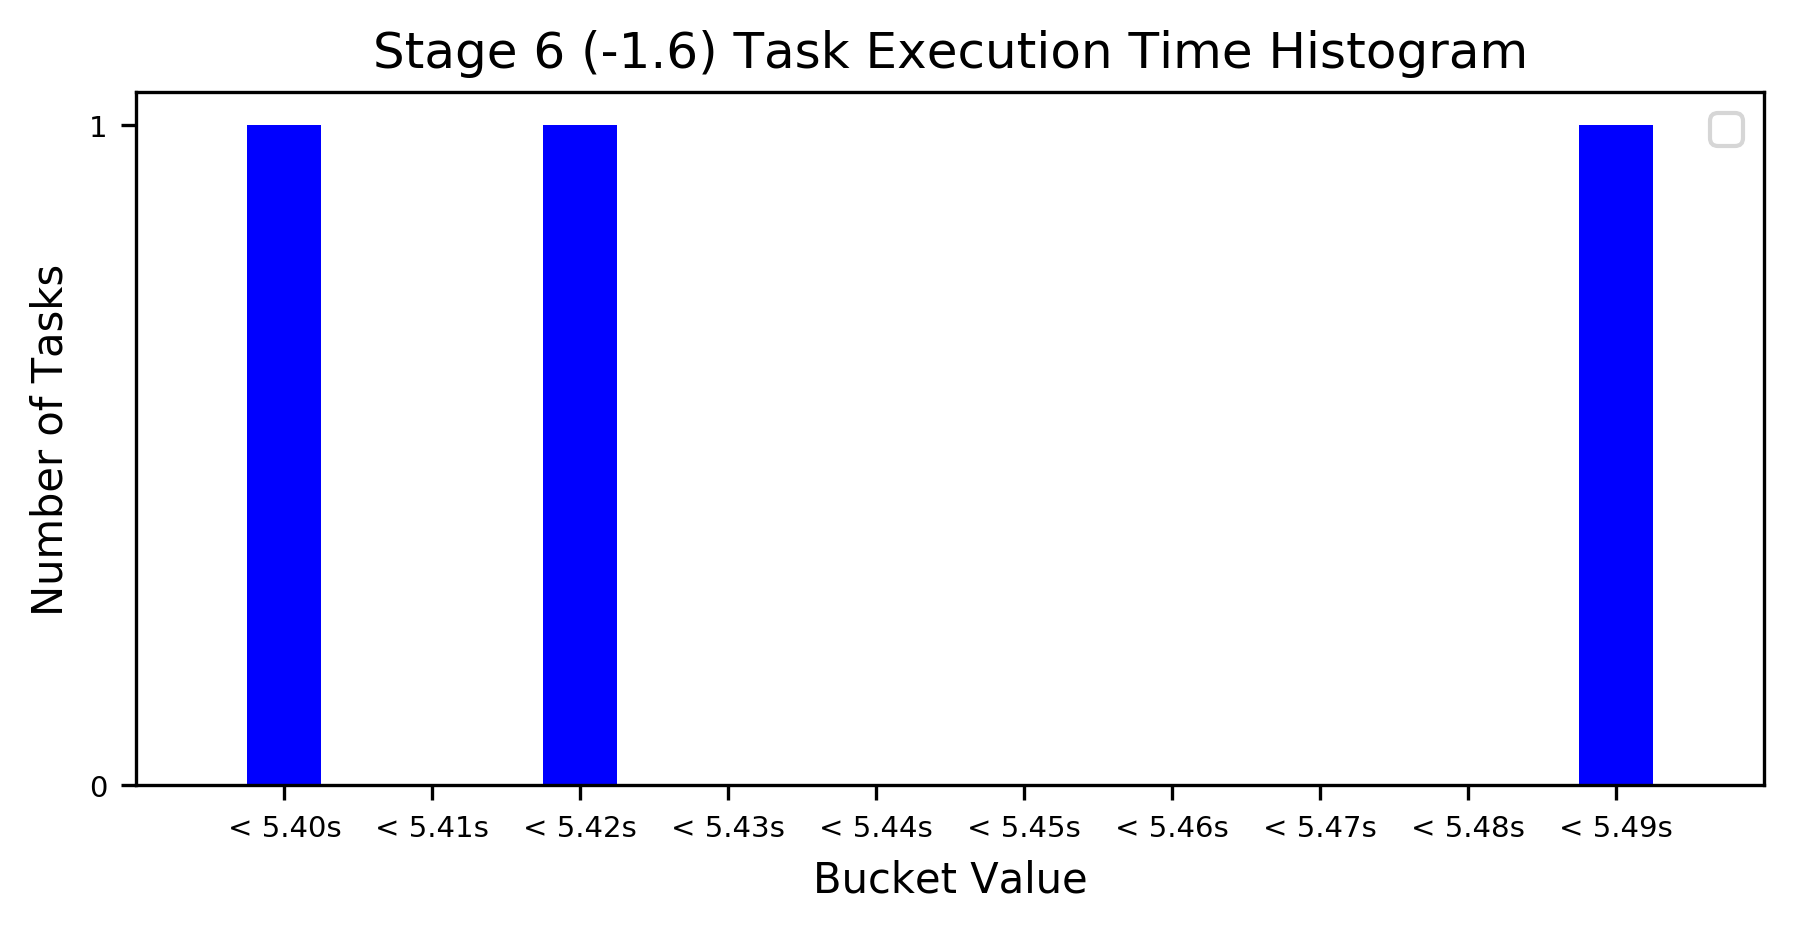 Stage 6 (-1.6) Task Execution Time Histogram
1
Number of Tasks
0
< 5.40s < 5.41s < 5.42s < 5.43s < 5.44s < 5.45s < 5.46s < 5.47s < 5.48s < 5.49s
Bucket Value